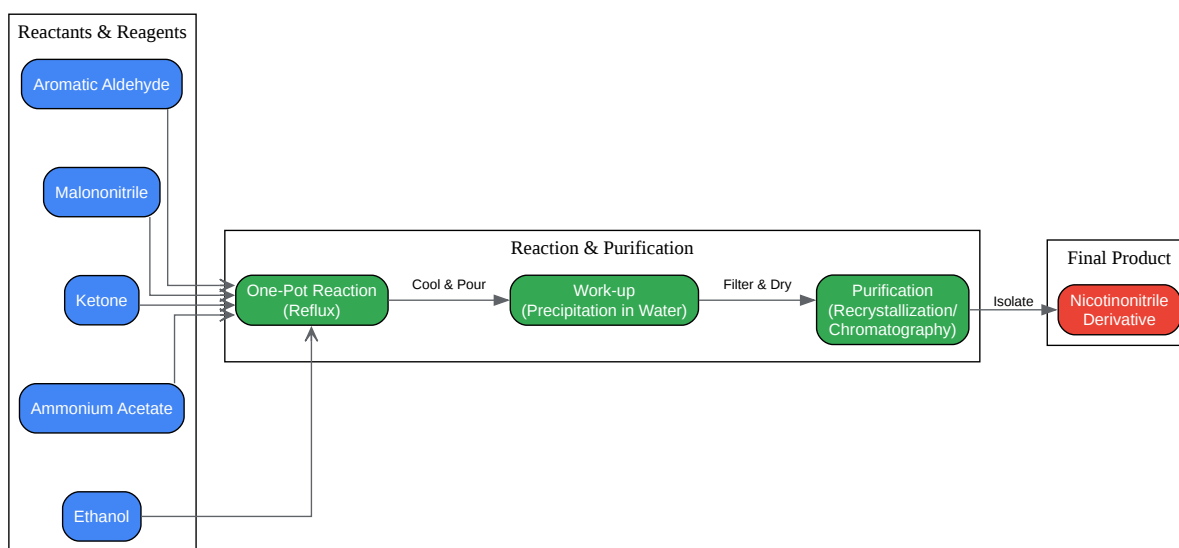 Reactants & Reagents
Aromatic Aldehyde
Malononitrile
Ketone
Ammonium Acetate
Ethanol
Reaction & Purification
One-Pot Reaction
(Reflux)
Cool & Pour
Work-up
(Precipitation in Water)
Filter & Dry
Purification
(Recrystallization/
Chromatography)
Isolate
Final Product
Nicotinonitrile
Derivative